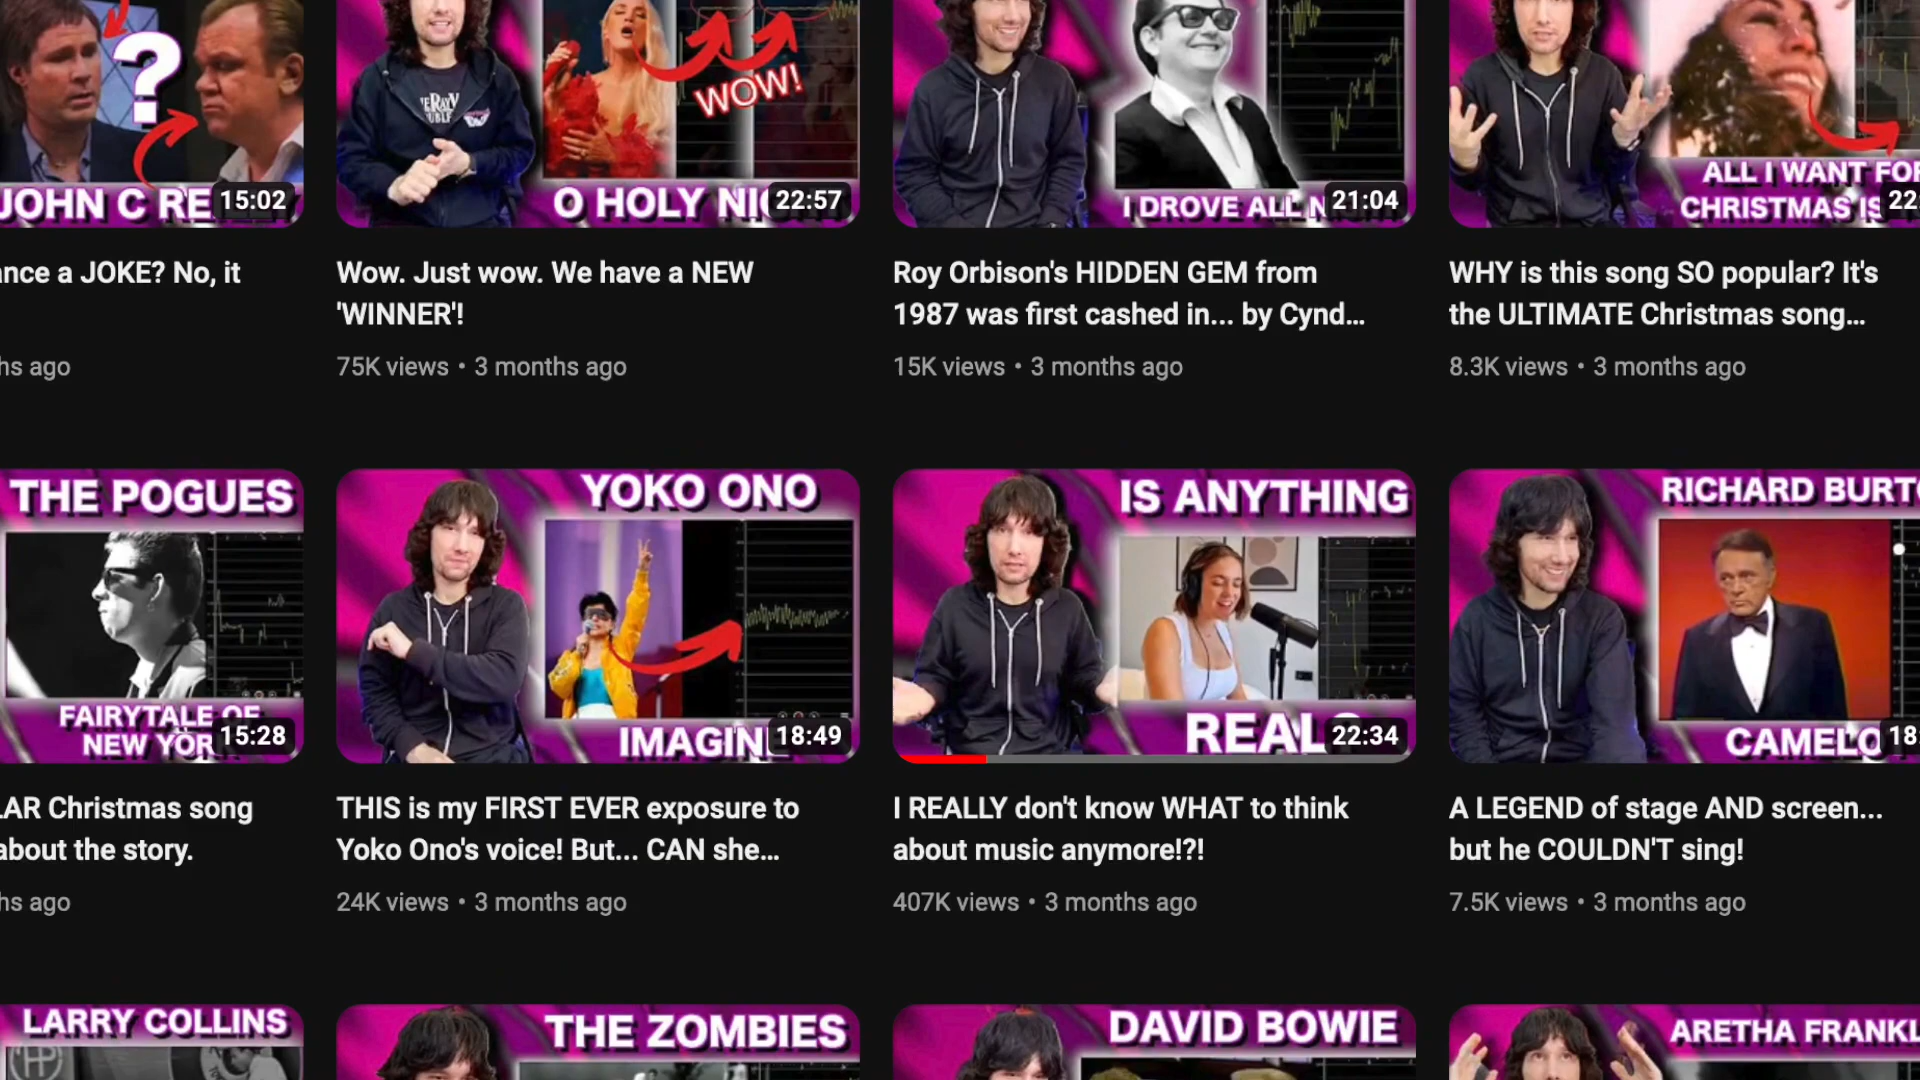 ?
JOHN C RE
15:02
ance a JOKE? No, it
hs ago
WOW!
O HOLY NI
22:57
Wow. Just wow. We have a NEW
'WINNER'!
75K views • 3 months ago
I DROVE ALL N
21:04
Roy Orbison's HIDDEN GEM from
1987 was first cashed in... by Cynd...
15K views • 3 months ago
ALL I WANT FOR
CHRISTMAS IS
22:
WHY is this song SO popular? It's
the ULTIMATE Christmas song...
8.3K views • 3 months ago
THE POGUES
FAIRYTALE OF
NEW YOR
15:28
LAR Christmas song
about the story.
hs ago
YOKO ONO
IMAGIN
18:49
THIS is my FIRST EVER exposure to
Yoko Ono's voice! But... CAN she...
24K views • 3 months ago
IS ANYTHING
REAL
22:34
I REALLY don't know WHAT to think
about music anymore!?!
407K views • 3 months ago
RICHARD BURTO
CAMELO
18:
A LEGEND of stage AND screen...
but he COULDN'T sing!
7.5K views • 3 months ago
LARRY COLLINS
THE ZOMBIES
DAVID BOWIE
ARETHA FRANKL